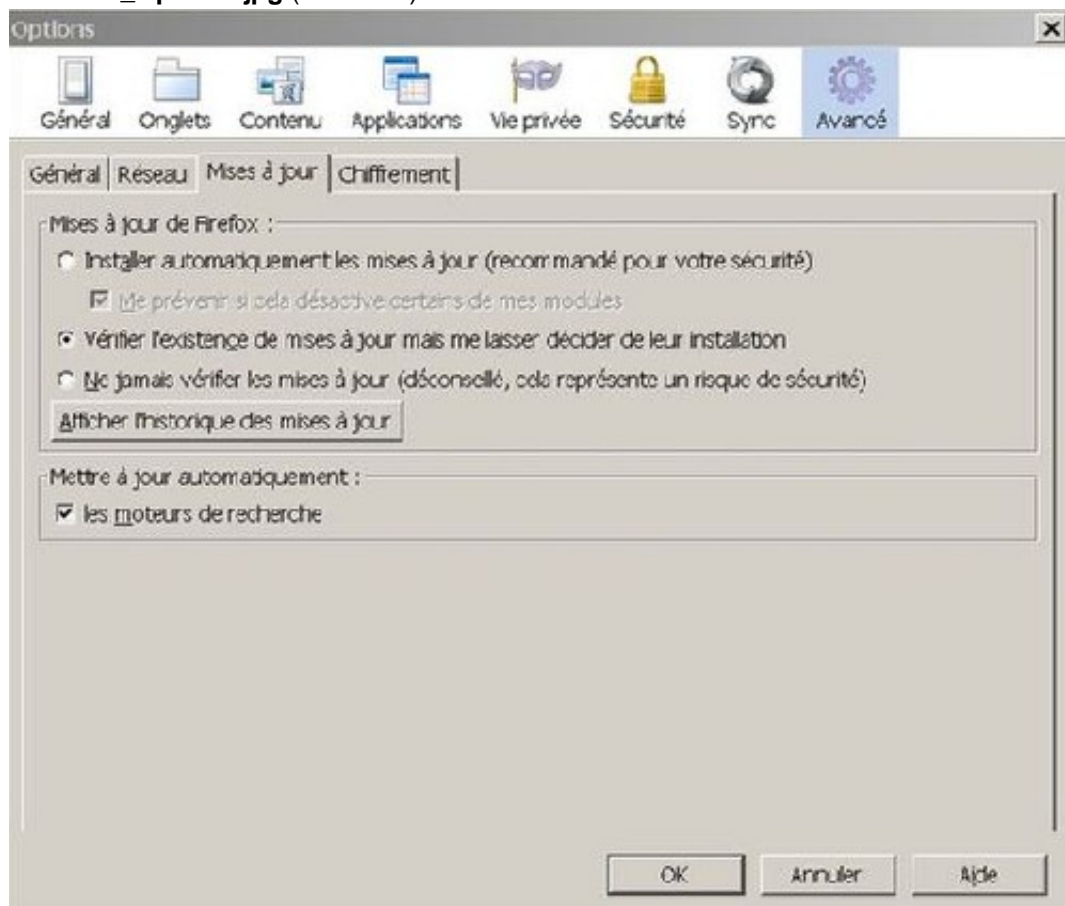 Options
Général Onglets Contenu Applications Vie privée Sécurité Sync Avancé
Général Réseau Mises à jour Chiffrement
Mises à jour de Firefox :
Installer automatiquement les mises à jour (recommandé pour votre sécurité)
Me prévenir si cela désactive certains de mes modules
Vérifier l'existence de mises à jour mais me laisser décider de leur installation
Ne jamais vérifier les mises à jour (déconseillé, cela représente un risque de sécurité)
Afficher l'historique des mises à jour
Mettre à jour automatiquement :
les moteurs de recherche
OK Annuler Aide